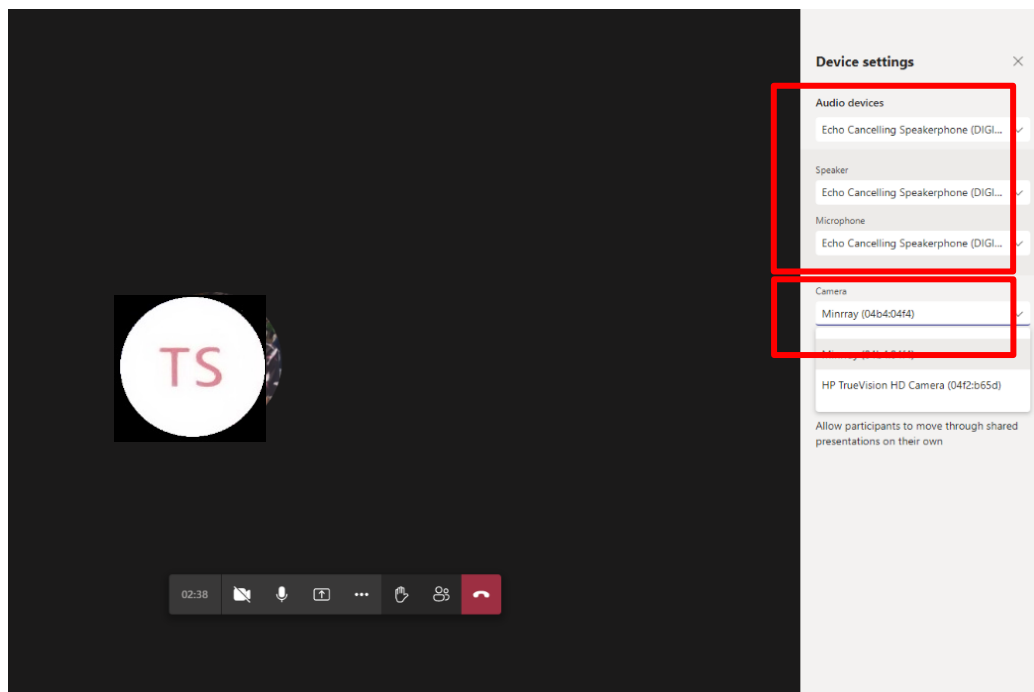 Device settings
Audio devices
Echo Cancelling Speakerphone (DIGI...
Speaker
Echo Cancelling Speakerphone (DIGI...
Microphone
Echo Cancelling Speakerphone (DIGI...
Camera
Minrray (04b4:04f4)
HP TrueVision HD Camera (04f2:b65d)
Allow participants to move through shared
presentations on their own
TS
02:38